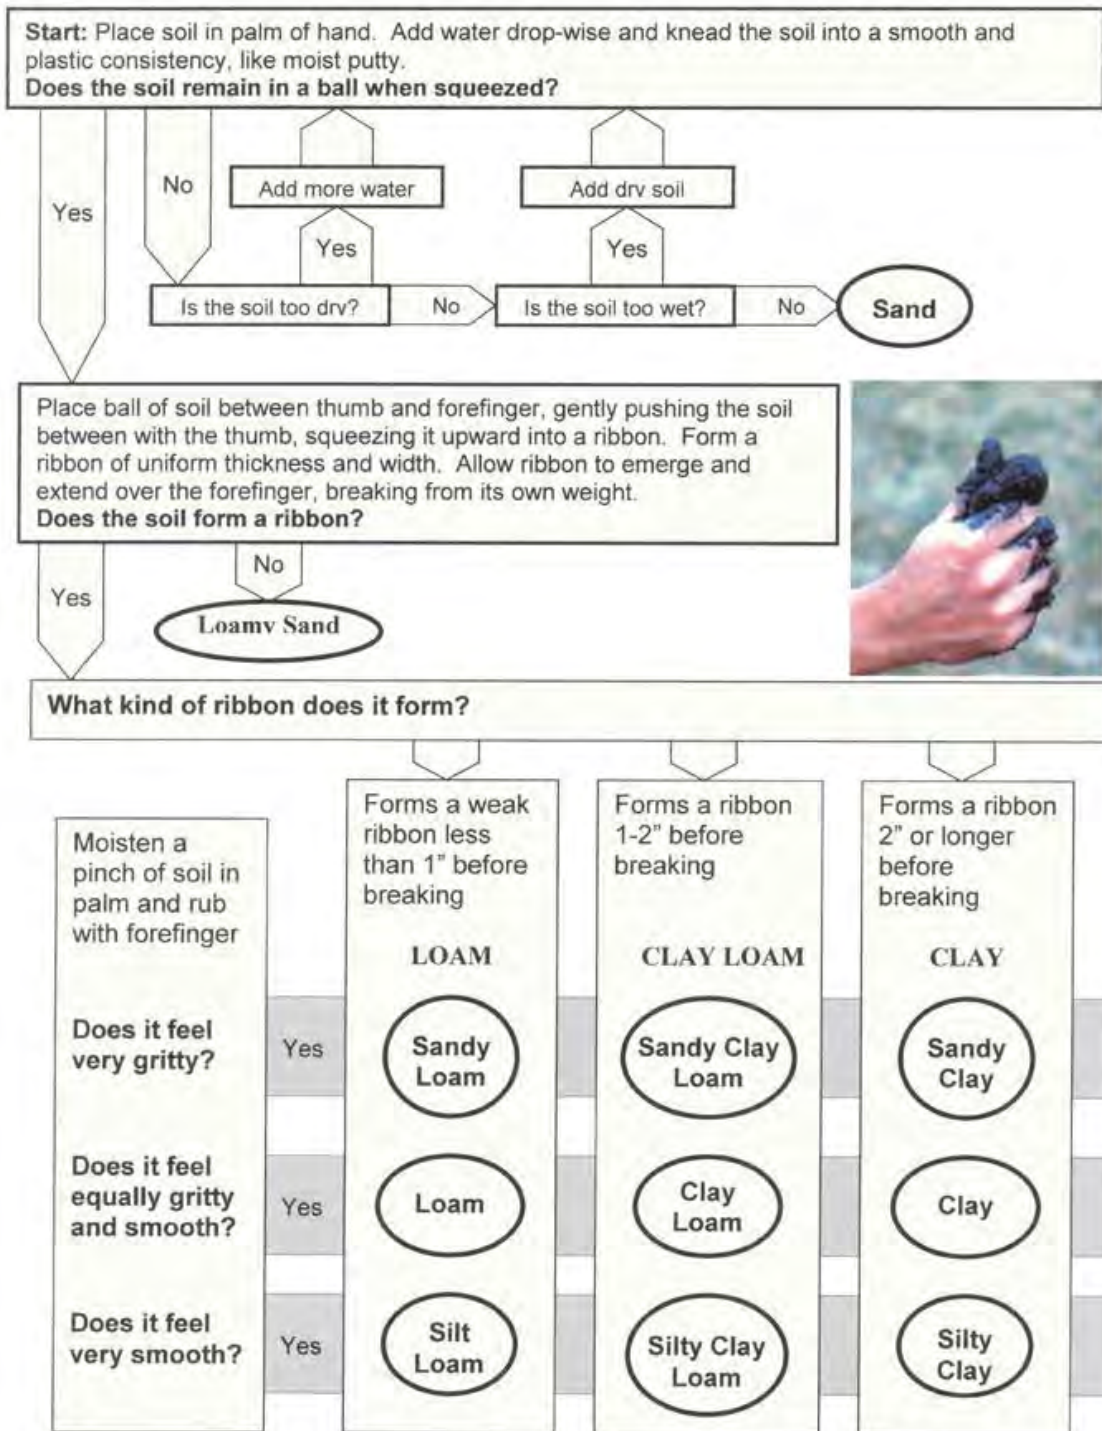 Start: Place soil in palm of hand. Add water drop-wise and knead the soil into a smooth and
plastic consistency, like moist putty.
Does the soil remain in a ball when squeezed?
Yes
No
Add more water
Add drv soil
Yes
Yes
Is the soil too drv?
No
Is the soil too wet?
No
Sand
Place ball of soil between thumb and forefinger, gently pushing the soil
between with the thumb, squeezing it upward into a ribbon. Form a
ribbon of uniform thickness and width. Allow ribbon to emerge and
extend over the forefinger, breaking from its own weight.
Does the soil form a ribbon?
Yes
No
Loamv Sand
What kind of ribbon does it form?
Moisten a
pinch of soil in
palm and rub
with forefinger
Forms a weak
ribbon less
than 1" before
breaking
LOAM
Forms a ribbon
1-2" before
breaking
CLAY LOAM
Forms a ribbon
2" or longer
before
breaking
CLAY
Does it feel
very gritty?
Yes
Sandy
Loam
Sandy Clay
Loam
Sandy
Clay
Does it feel
equally gritty
and smooth?
Yes
Loam
Clay
Loam
Clay
Does it feel
very smooth?
Yes
Silt
Loam
Silty Clay
Loam
Silty
Clay